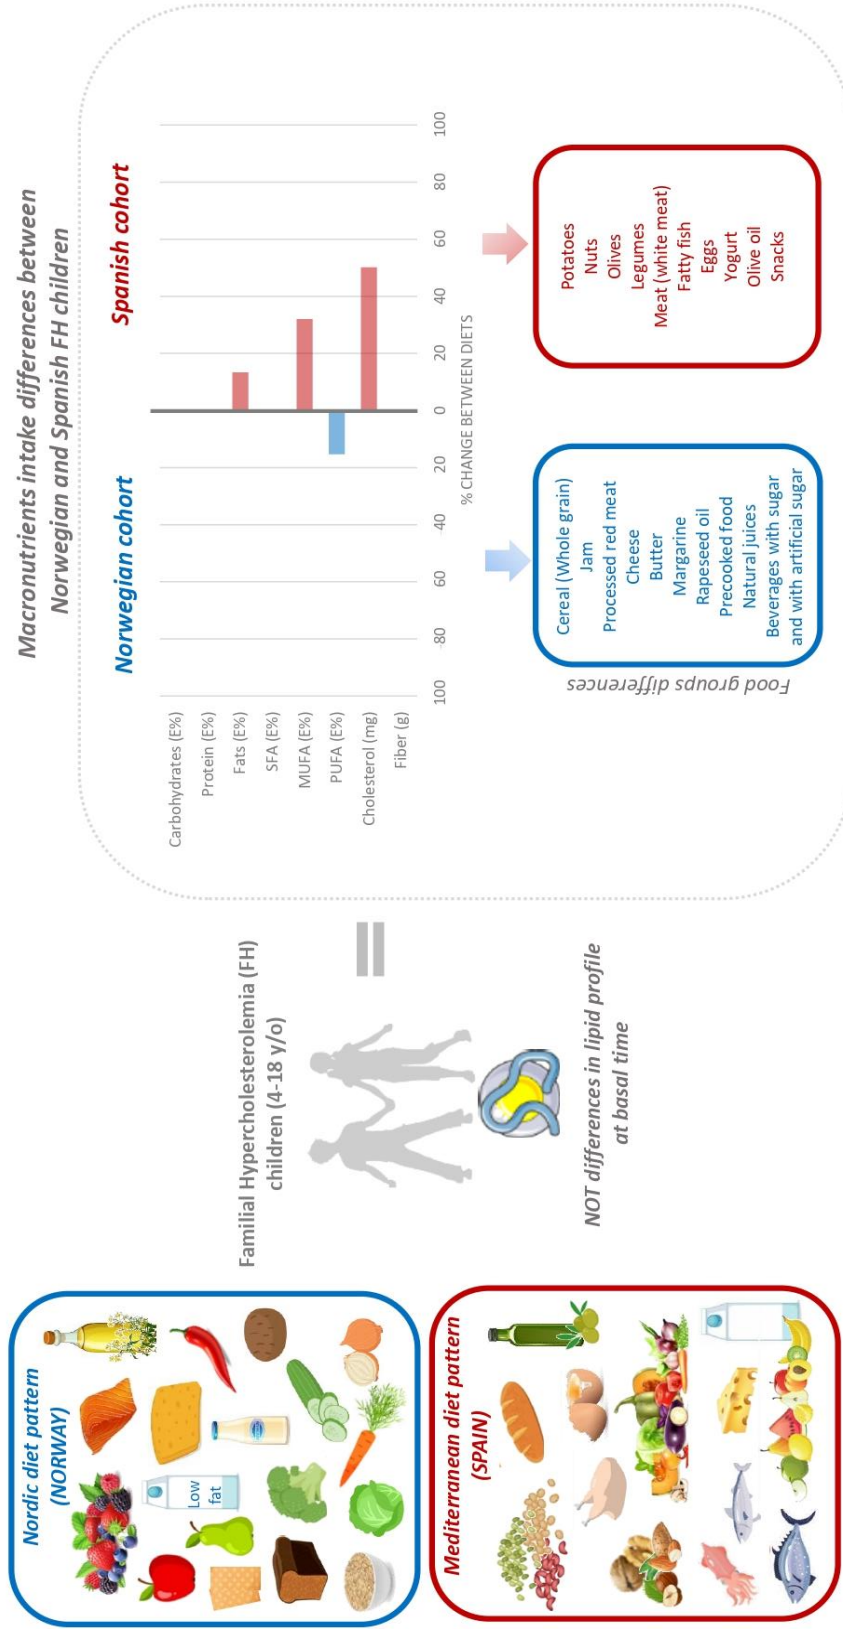 Nordic diet pattern
(NORWAY)
Low
fat
Mediterranean diet pattern
(SPAIN)
Familial Hypercholesterolemia (FH)
children (4-18 y/o)
NOT differences in lipid profile
at basal time
Macronutrients intake differences between
Norwegian and Spanish FH children
Norwegian cohort
Spanish cohort
Carbohydrates (E%)
Protein (E%)
Fats (E%)
SFA (E%)
MUFA (E%)
PUFA (E%)
Cholesterol (mg)
Fiber (g)
100
-80
60
40
20
0
20
40
60
80
100
% CHANGE BETWEEN DIETS
Food groups differences
Cereal (Whole grain)
Jam
Processed red meat
Cheese
Butter
Margarine
Rapeseed oil
Precooked food
Natural juices
Beverages with sugar
and with artificial sugar
Potatoes
Nuts
Olives
Legumes
Meat (white meat)
Fatty fish
Eggs
Yogurt
Olive oil
Snacks